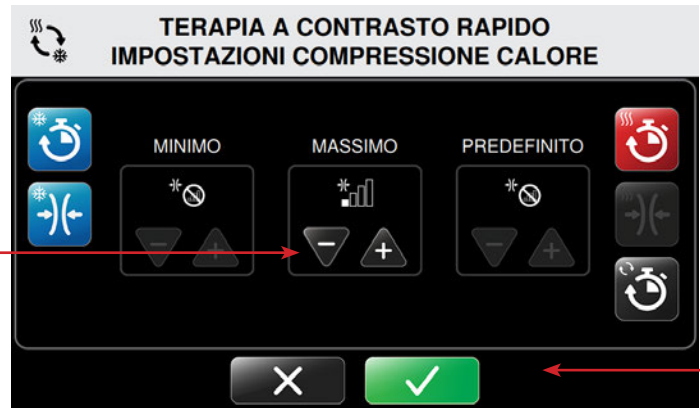 TERAPIA A CONTRASTO RAPIDO
IMPOSTAZIONI COMPRESSIONE CALORE
MINIMO MASSIMO PREDEFINITO